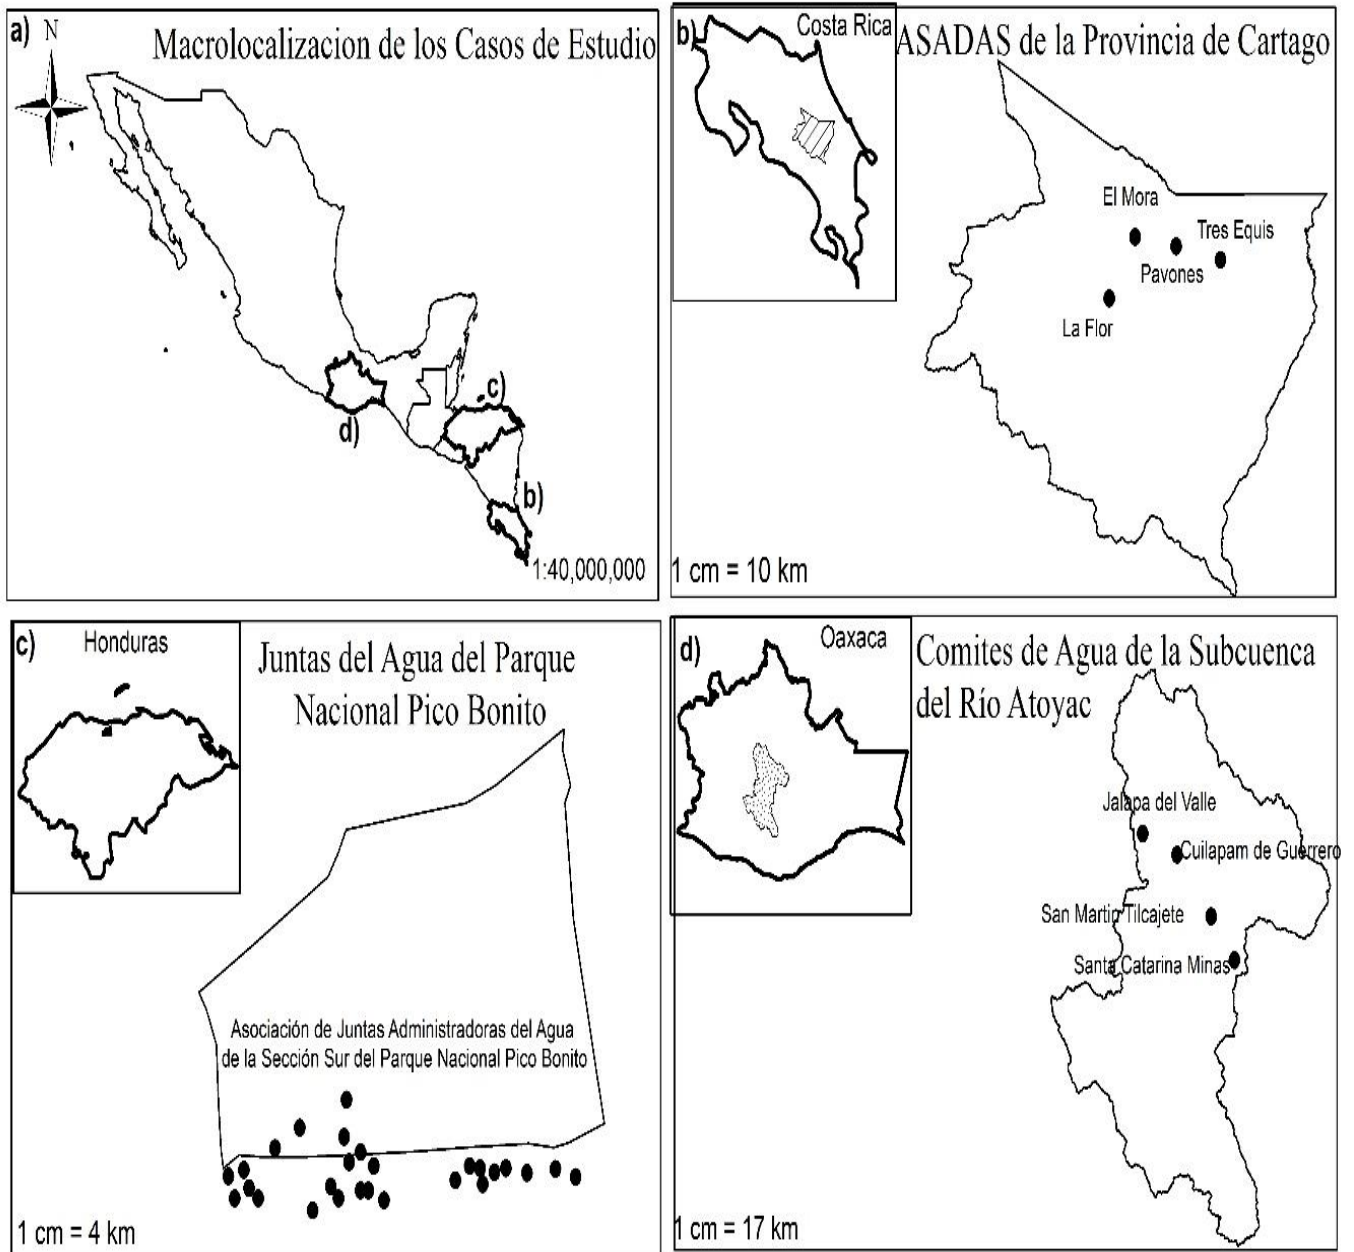 a)
N
Macrolocalizacion de los Casos de Estudio
c)
d)
b)
1:40,000,000
b)
Costa Rica
ASADAS de la Provincia de Cartago
El Mora
Tres Equis
Pavones
La Flor
1 cm = 10 km
c)
Honduras
Juntas del Agua del Parque
Nacional Pico Bonito
Asociación de Juntas Administradoras del Agua
de la Sección Sur del Parque Nacional Pico Bonito
1 cm = 4 km
d)
Oaxaca
Comites de Agua de la Subcuenca
del Río Atoyac
Jalapa del Valle
Cuilapam de Guerrero
San Martin Tilcajete
Santa Catarina Minas
1 cm = 17 km